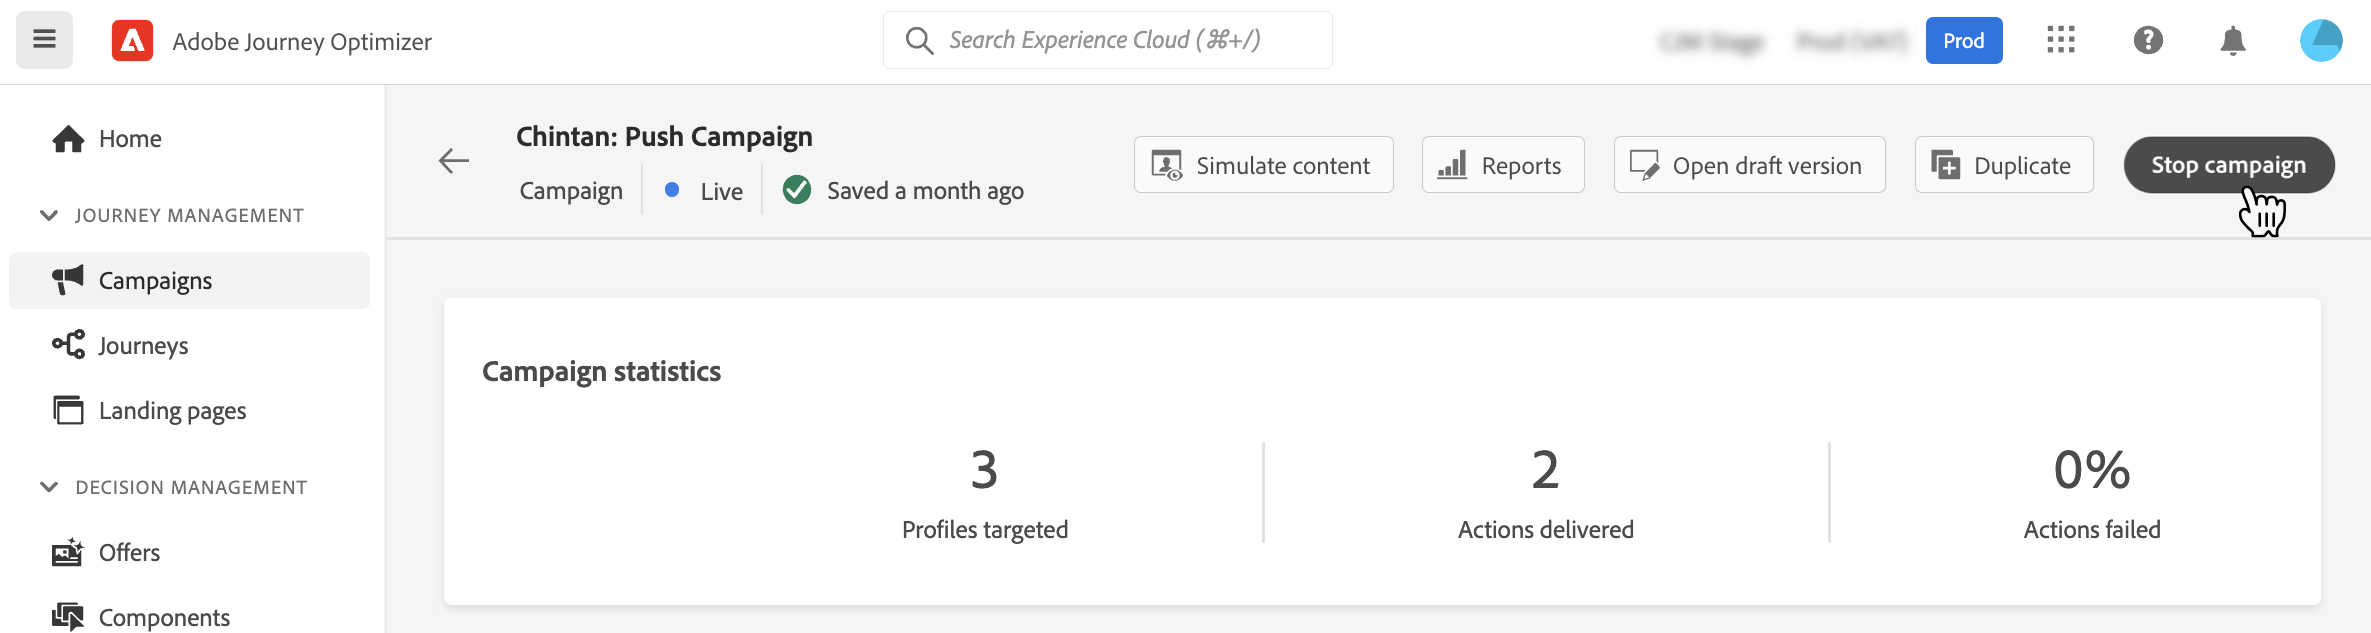 Adobe Journey Optimizer
Search Experience Cloud (⌘+/)
Prod
Home
JOURNEY MANAGEMENT
Campaigns
Journeys
Landing pages
DECISION MANAGEMENT
Offers
Components
Chintan: Push Campaign
Campaign
Live
Saved a month ago
Simulate content
Reports
Open draft version
Duplicate
Stop campaign
Campaign statistics
3
Profiles targeted
2
Actions delivered
0%
Actions failed